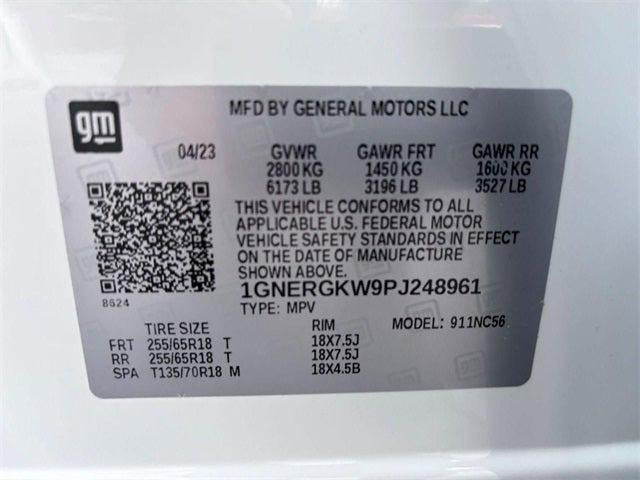 gm
MFD BY GENERAL MOTORS LLC
04/23 GVWR GAWR FRT GAWR RR
2800 KG 1450 KG 1600 KG
6173 LB 3196 LB 3527 LB
THIS VEHICLE CONFORMS TO ALL
APPLICABLE U.S. FEDERAL MOTOR
VEHICLE SAFETY STANDARDS IN EFFECT
ON THE DATE OF MANUFACTURE
SHOWN ABOVE.
8624
1GNERGKW9PJ248961
TYPE: MPV
TIRE SIZE RIM MODEL: 911NC56
FRT 255/65R18 T 18X7.5J
RR 255/65R18 T 18X7.5J
SPA T135/70R18 M 18X4.5B